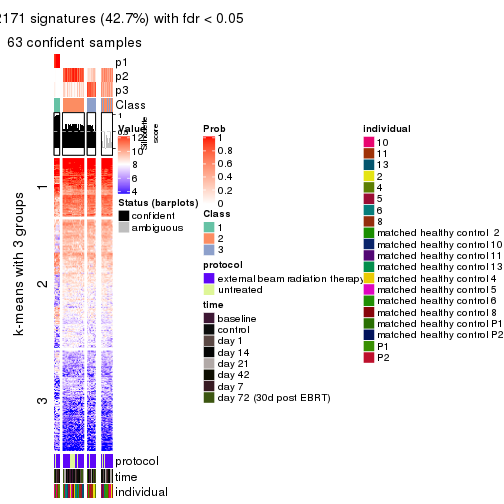 2171 signatures (42.7%) with fdr < 0.05
63 confident samples
p1
p2
p3
Class
1
0.5
0
Silhouette
score
k-means with 3 groups
1
2
3
protocol
time
individual
Value
12
10
8
6
4
Status (barplots)
confident
ambiguous
Prob
1
0.8
0.6
0.4
0.2
0
Class
1
2
3
protocol
external beam radiation therapy
untreated
time
baseline
control
day 1
day 14
day 21
day 42
day 7
day 72 (30d post EBRT)
individual
10
11
13
2
4
5
6
8
matched healthy control 2
matched healthy control 10
matched healthy control 11
matched healthy control 13
matched healthy control 4
matched healthy control 5
matched healthy control 6
matched healthy control 8
matched healthy control P1
matched healthy control P2
P1
P2